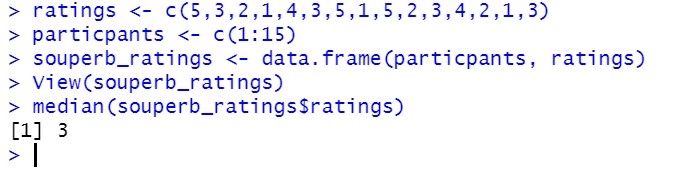 > ratings <- c(5,3,2,1,4,3,5,1,5,2,3,4,2,1,3)
> particpants <- c(1:15)
> souperb_ratings <- data.frame(particpants, ratings)
> View(souperb_ratings)
> median(souperb_ratings$ratings)
[1] 3
>